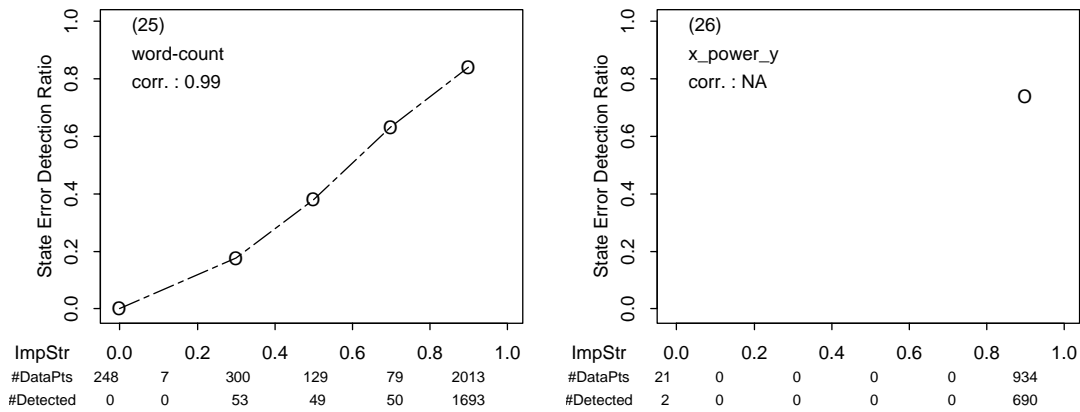 (25)
word-count
corr. : 0.99
State Error Detection Ratio
1.0
0.8
0.6
0.4
0.2
0.0
ImpStr 0.0 0.2 0.4 0.6 0.8 1.0
#DataPts 248 7 300 129 79 2013
#Detected 0 0 53 49 50 1693
(26)
x_power_y
corr. : NA
State Error Detection Ratio
1.0
0.8
0.6
0.4
0.2
0.0
ImpStr 0.0 0.2 0.4 0.6 0.8 1.0
#DataPts 21 0 0 0 0 934
#Detected 2 0 0 0 0 690